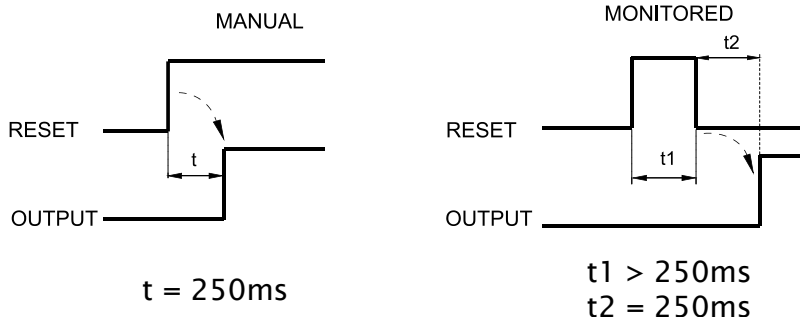 MANUAL
RESET
t
OUTPUT
t = 250ms
MONITORED
t2
RESET
t1
OUTPUT
t1 > 250ms
t2 = 250ms